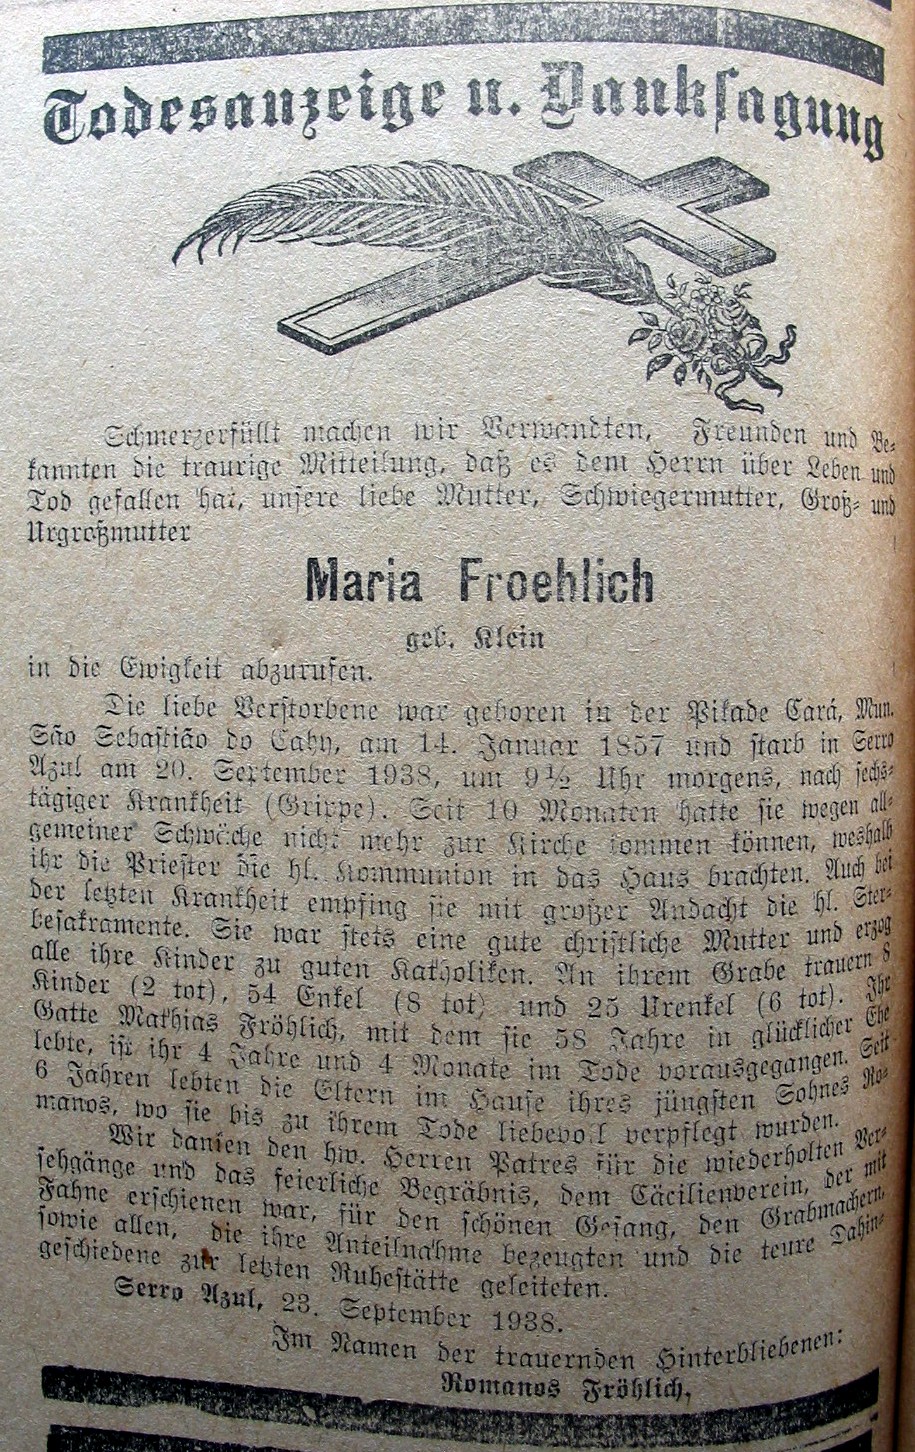 Todesanzeige u. Danksagung
Schmerzerfüllt machen wir Verwandten, Freunden und Be-
kannten die traurige Mitteilung, daß es dem Herrn über Leben und
Tod gefallen hat, unsere liebe Mutter, Schwiegermutter, Groß- und
Urgroßmutter
Maria Froehlich
geb. Klein
in die Ewigkeit abzurufen.
Die liebe Verstorbene war geboren in der Pikade Cará, Mun.
São Sebastião do Cahy, am 14. Januar 1857 und starb in Serro
Azul am 20. September 1938, um 9½ Uhr morgens, nach sechs-
tägiger Krankheit (Grippe). Seit 10 Monaten hatte sie wegen all-
gemeiner Schwäche nicht mehr zur Kirche kommen können, weshalb
ihr die Priester die hl. Kommunion in das Haus brachten. Auch bei
der letzten Krankheit empfing sie mit großer Andacht die hl. Ster-
besakramente. Sie war stets eine gute christliche Mutter und erzog
alle ihre Kinder zu guten Katholiken. An ihrem Grabe trauern 8
Kinder (2 tot), 54 Enkel (8 tot) und 25 Urenkel (6 tot). Ihr
Gatte Mathias Fröhlich, mit dem sie 58 Jahre in glücklicher Ehe
lebte, ist ihr 4 Jahre und 4 Monate im Tode vorausgegangen. Seit
6 Jahren lebten die Eltern im Hause ihres jüngsten Sohnes Ro-
manos, wo sie bis zu ihrem Tode liebevoll verpflegt wurden.
Wir danken den hw. Herren Patres für die wiederholten Ver-
sehgänge und das feierliche Begräbnis, dem Cäcilienverein, der mit
Fahne erschienen war, für den schönen Gesang, den Grabmachern,
sowie allen, die ihre Anteilnahme bezeugten und die teure Dahin-
geschiedene zur letzten Ruhestätte geleiteten.
Serro Azul, 23. September 1938.
Im Namen der trauernden Hinterbliebenen:
Romanos Fröhlich,